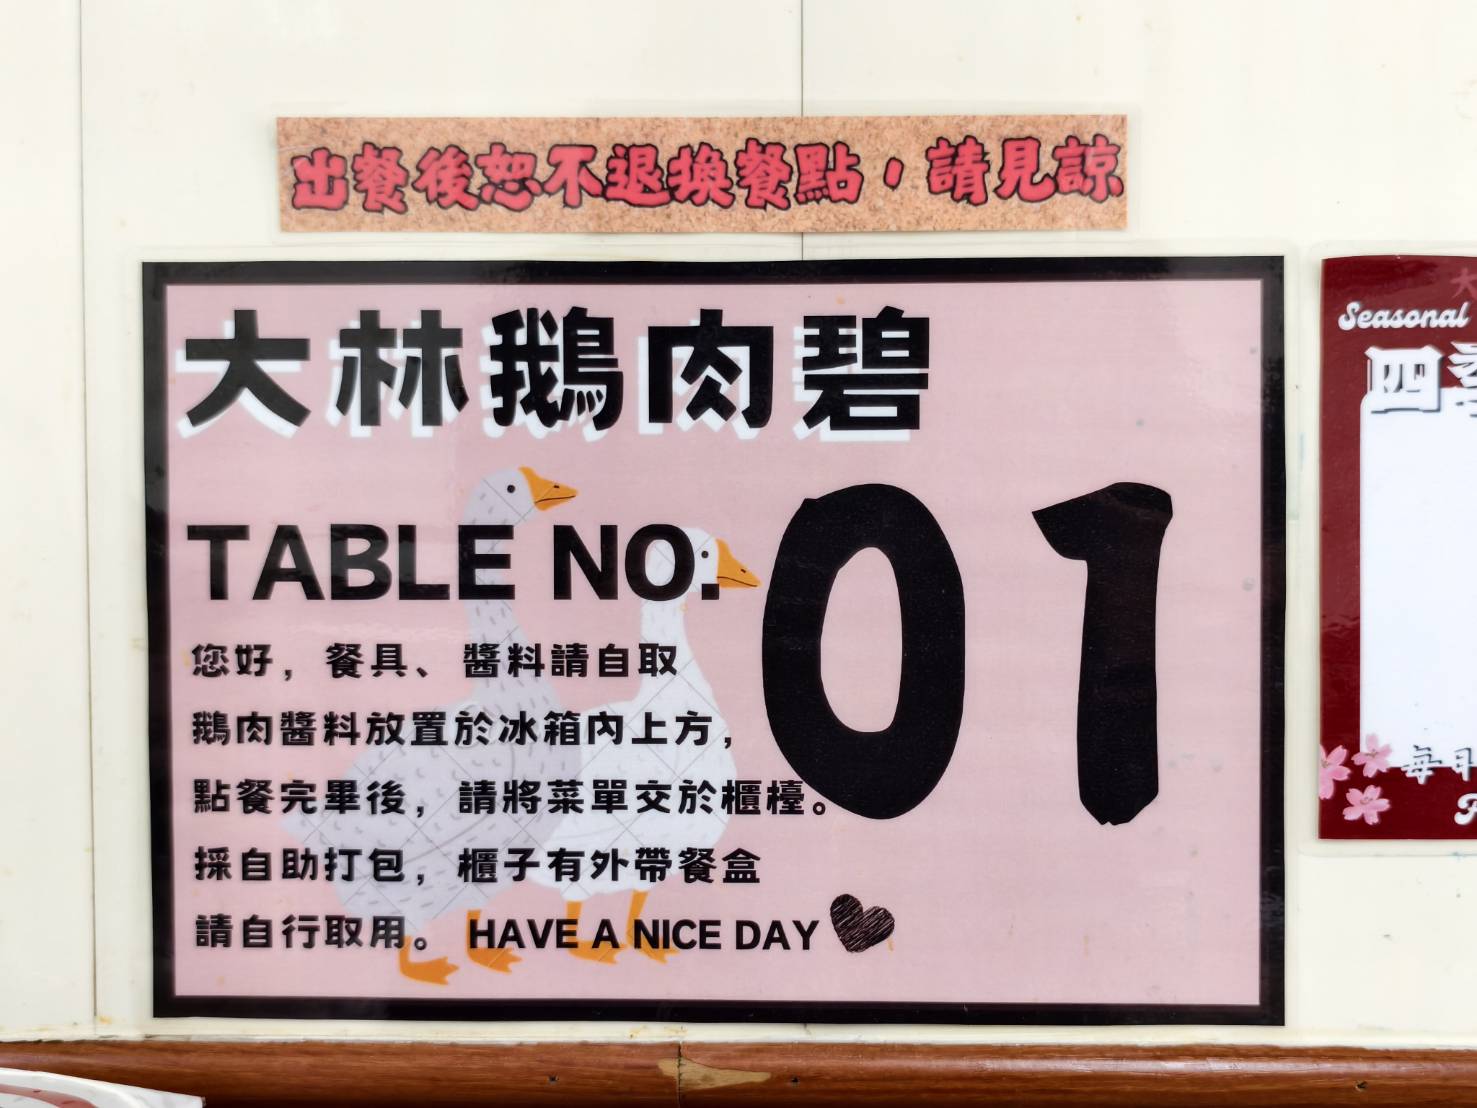 出餐後恕不退換餐點，請見諒
大林鵝肉碧
TABLE NO. 01
您好，餐具、醬料請自取
鵝肉醬料放置於冰箱內上方，
點餐完畢後，請將菜單交於櫃檯。
採自助打包，櫃子有外帶餐盒
請自行取用。 HAVE A NICE DAY
Seasonal
四季
每日